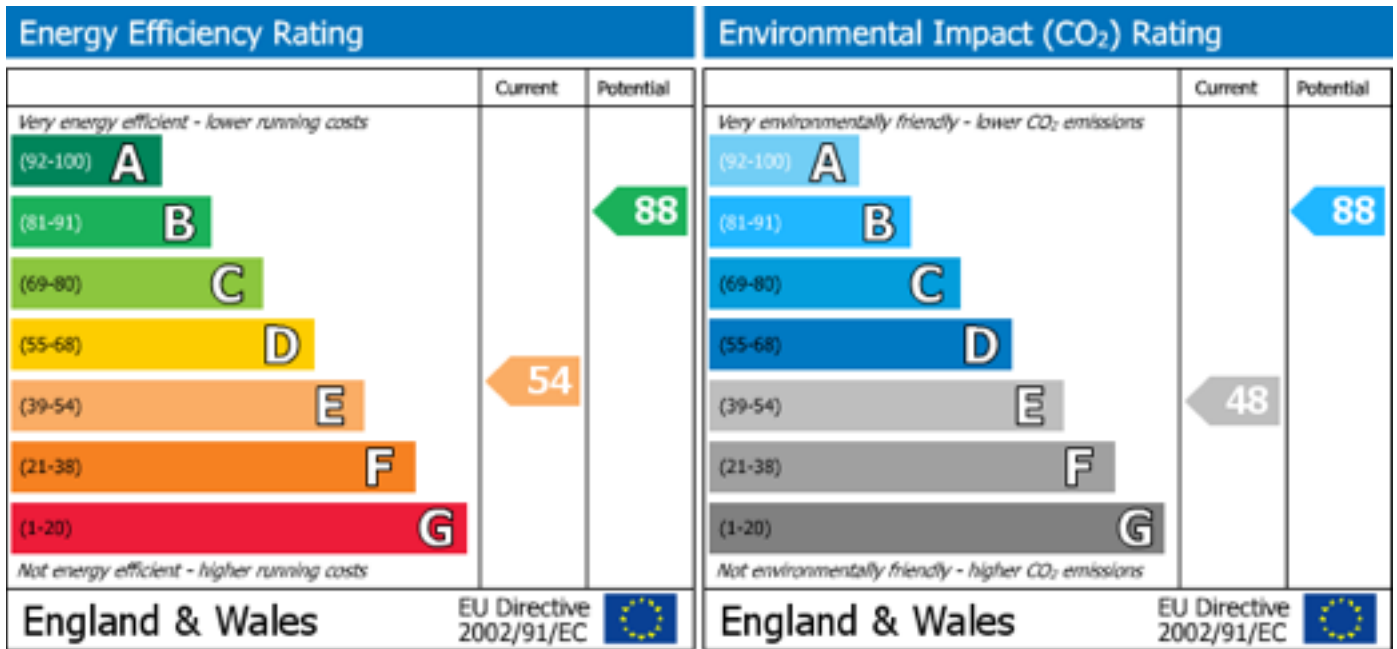 Energy Efficiency Rating
Current Potential
Very energy efficient - lower running costs
(92-100) A
(81-91) B
88
(69-80) C
(55-68) D
54
(39-54) E
(21-38) F
(1-20) G
Not energy efficient - higher running costs
England & Wales
EU Directive
2002/91/EC
Environmental Impact (CO₂) Rating
Current Potential
Very environmentally friendly - lower CO₂ emissions
(92-100) A
(81-91) B
88
(69-80) C
(55-68) D
(39-54) E
48
(21-38) F
(1-20) G
Not environmentally friendly - higher CO₂ emissions
England & Wales
EU Directive
2002/91/EC